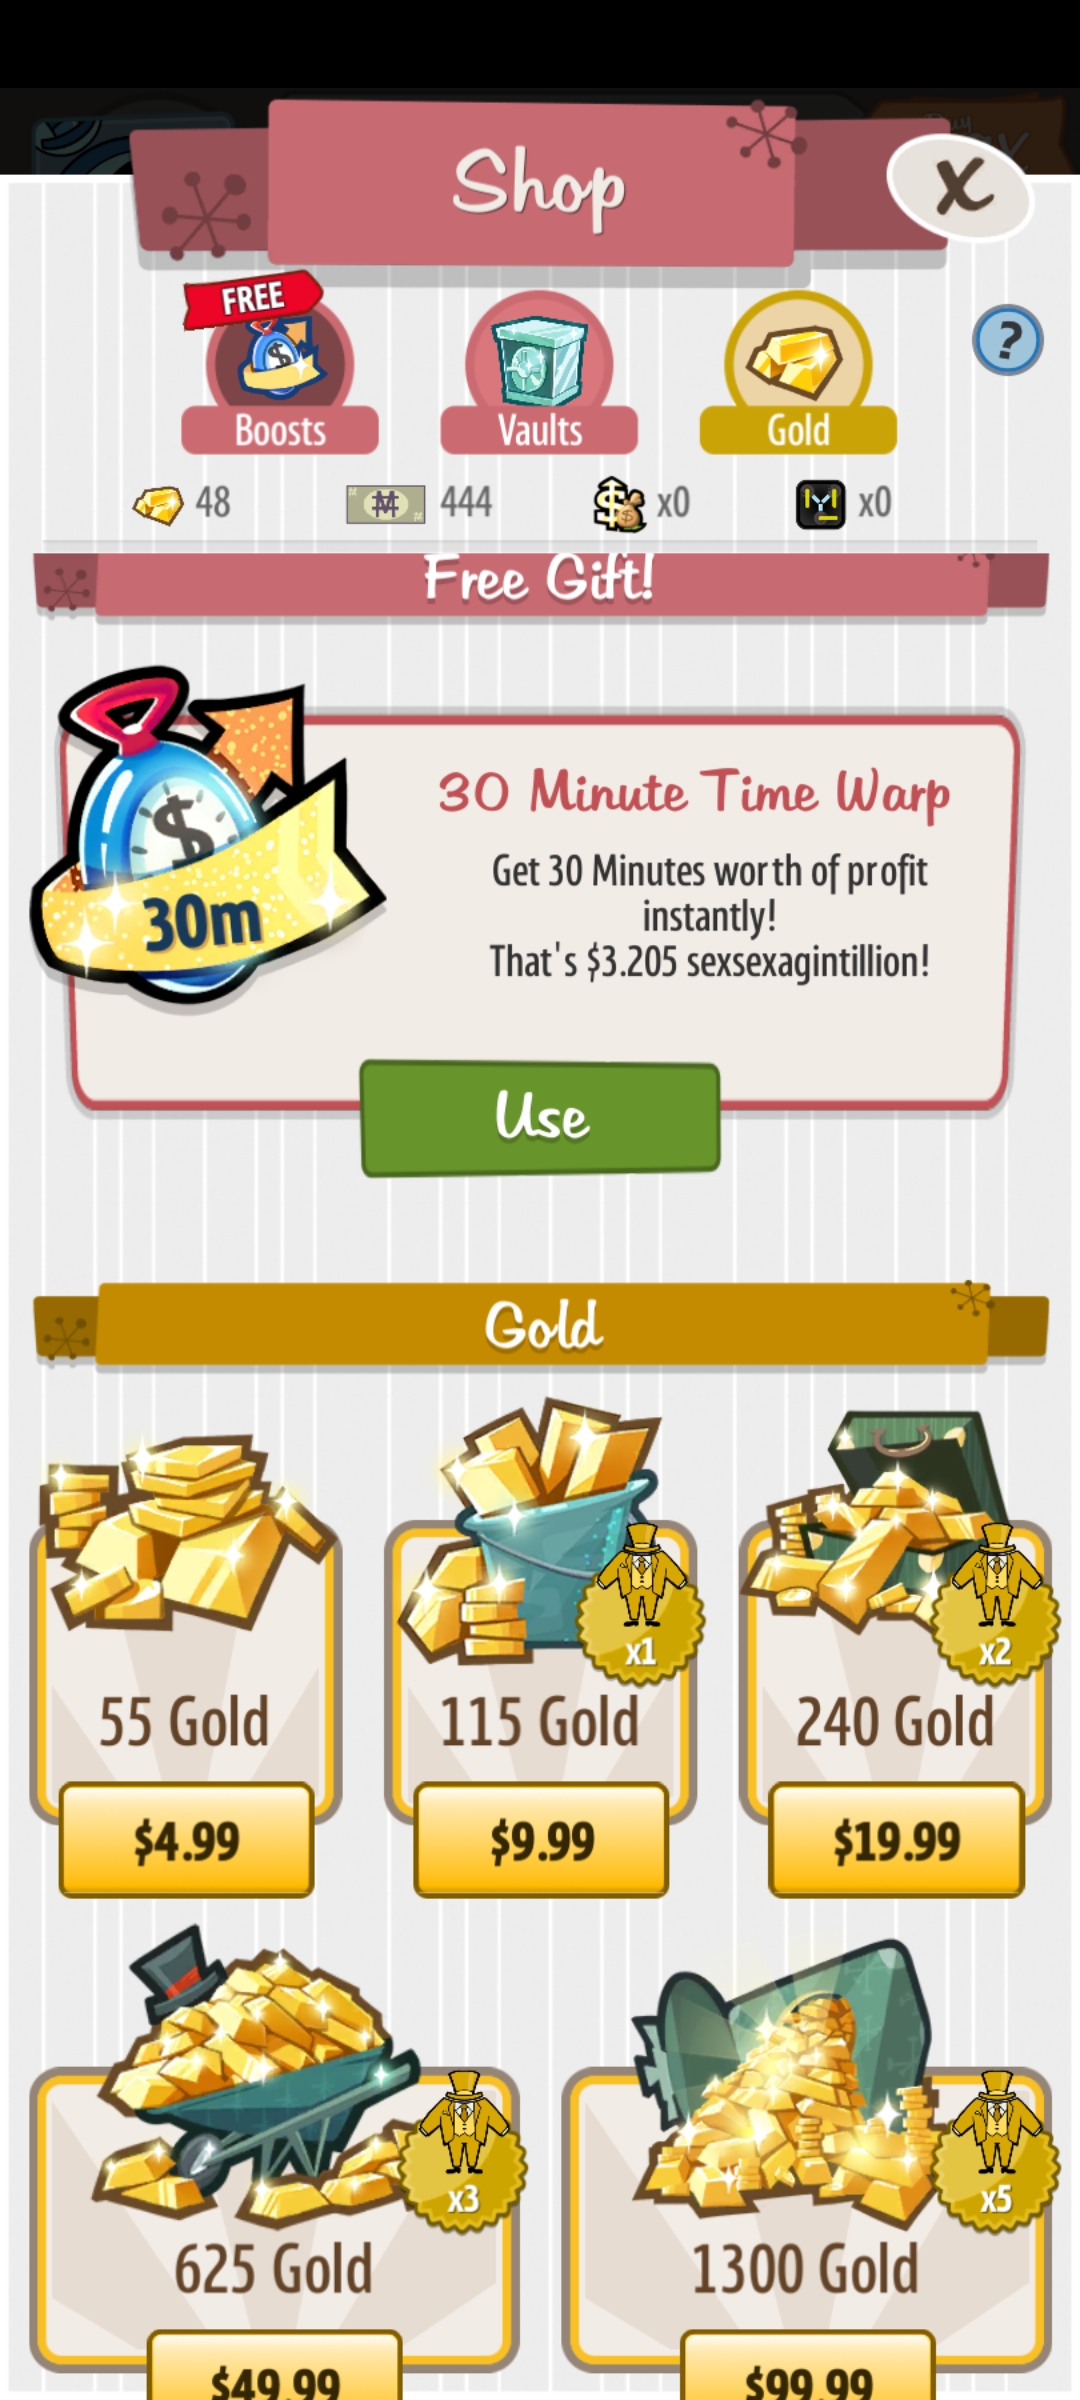 Shop
X
FREE
Boosts
Vaults
Gold
?
48
444
x0
x0
Free Gift!
30 Minute Time Warp
Get 30 Minutes worth of profit
instantly!
That's $3.205 sexsexagintillion!
$
30m
Use
Gold
x1
x2
55 Gold
115 Gold
240 Gold
$4.99
$9.99
$19.99
x3
x5
625 Gold
1300 Gold
$49.99
$99.99